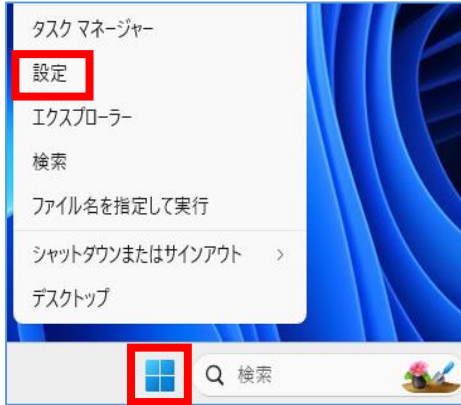 タスク マネージャー
設定
エクスプローラー
検索
ファイル名を指定して実行
シャットダウンまたはサインアウト
デスクトップ
検索